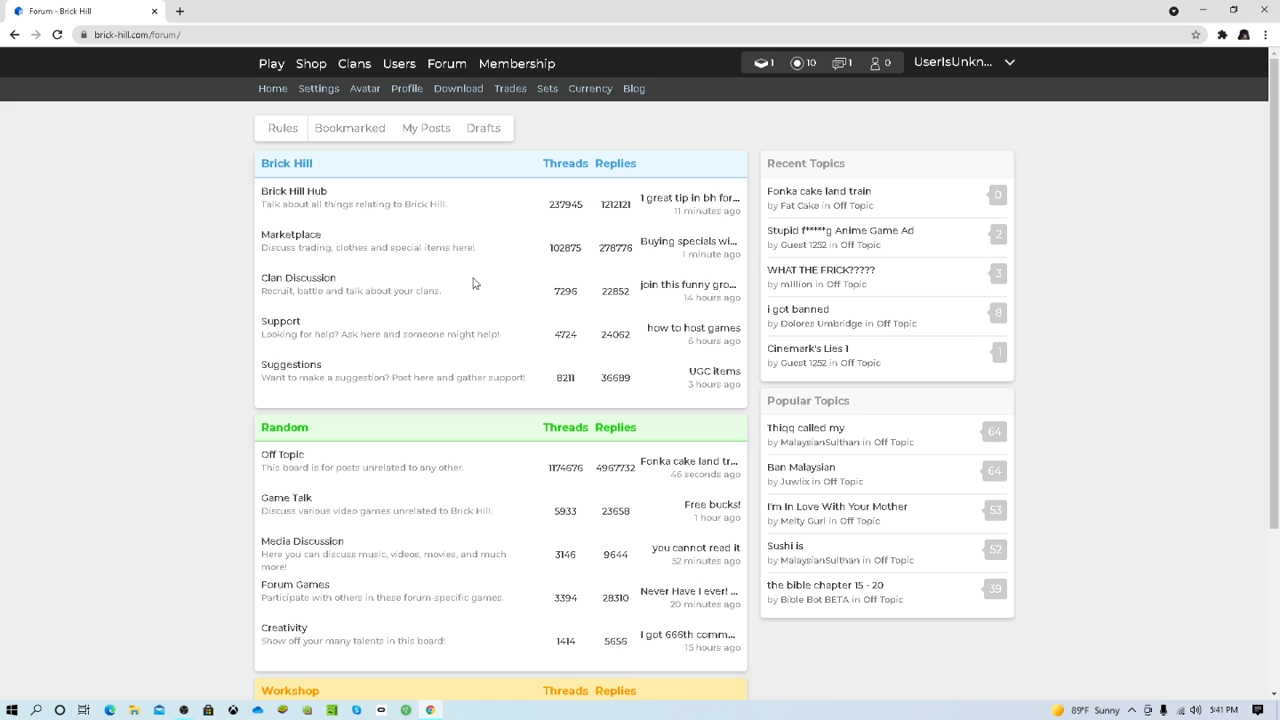 Forum - Brick Hill
brick-hill.com/forum/
Play Shop Clans Users Forum Membership
1 10 1 0 UserIsUnkn...
Home Settings Avatar Profile Download Trades Sets Currency Blog
Rules Bookmarked My Posts Drafts
Brick Hill Threads Replies
Brick Hill Hub
Talk about all things relating to Brick Hill.
237945 1212121
1 great tip in bh for...
11 minutes ago
Marketplace
Discuss trading, clothes and special items here!
102875 278776
Buying specials wi...
1 minute ago
Clan Discussion
Recruit, battle and talk about your clans.
7296 22852
join this funny gro...
14 hours ago
Support
Looking for help? Ask here and someone might help!
4724 24062
how to host games
6 hours ago
Suggestions
Want to make a suggestion? Post here and gather support!
8211 36689
UGC items
3 hours ago
Random Threads Replies
Off Topic
This board is for posts unrelated to any other.
1174676 4967732
Fonka cake land tr...
46 seconds ago
Game Talk
Discuss various video games unrelated to Brick Hill.
5933 23658
Free bucks!
1 hour ago
Media Discussion
Here you can discuss music, videos, movies, and much
more!
3146 9644
you cannot read it
52 minutes ago
Forum Games
Participate with others in these forum-specific games.
3394 28310
Never Have I ever! ...
20 minutes ago
Creativity
Show off your many talents in this board!
1414 5656
I got 666th comm...
15 hours ago
Workshop Threads Replies
Recent Topics
Fonka cake land train
by Fat Cake in Off Topic
0
Stupid f*****g Anime Game Ad
by Guest 1252 in Off Topic
2
WHAT THE FRICK?????
by m1llion in Off Topic
3
i got banned
by Dolores Umbridge in Off Topic
8
Cinemark's Lies 1
by Guest 1252 in Off Topic
1
Popular Topics
Thiqq called my
by MalaysianSulthan in Off Topic
64
Ban Malaysian
by Juwlix in Off Topic
64
I'm In Love With Your Mother
by Melty Gurl in Off Topic
53
Sushi is
by MalaysianSulthan in Off Topic
52
the bible chapter 15 - 20
by Bible Bot BETA in Off Topic
39
89°F Sunny 5:41 PM